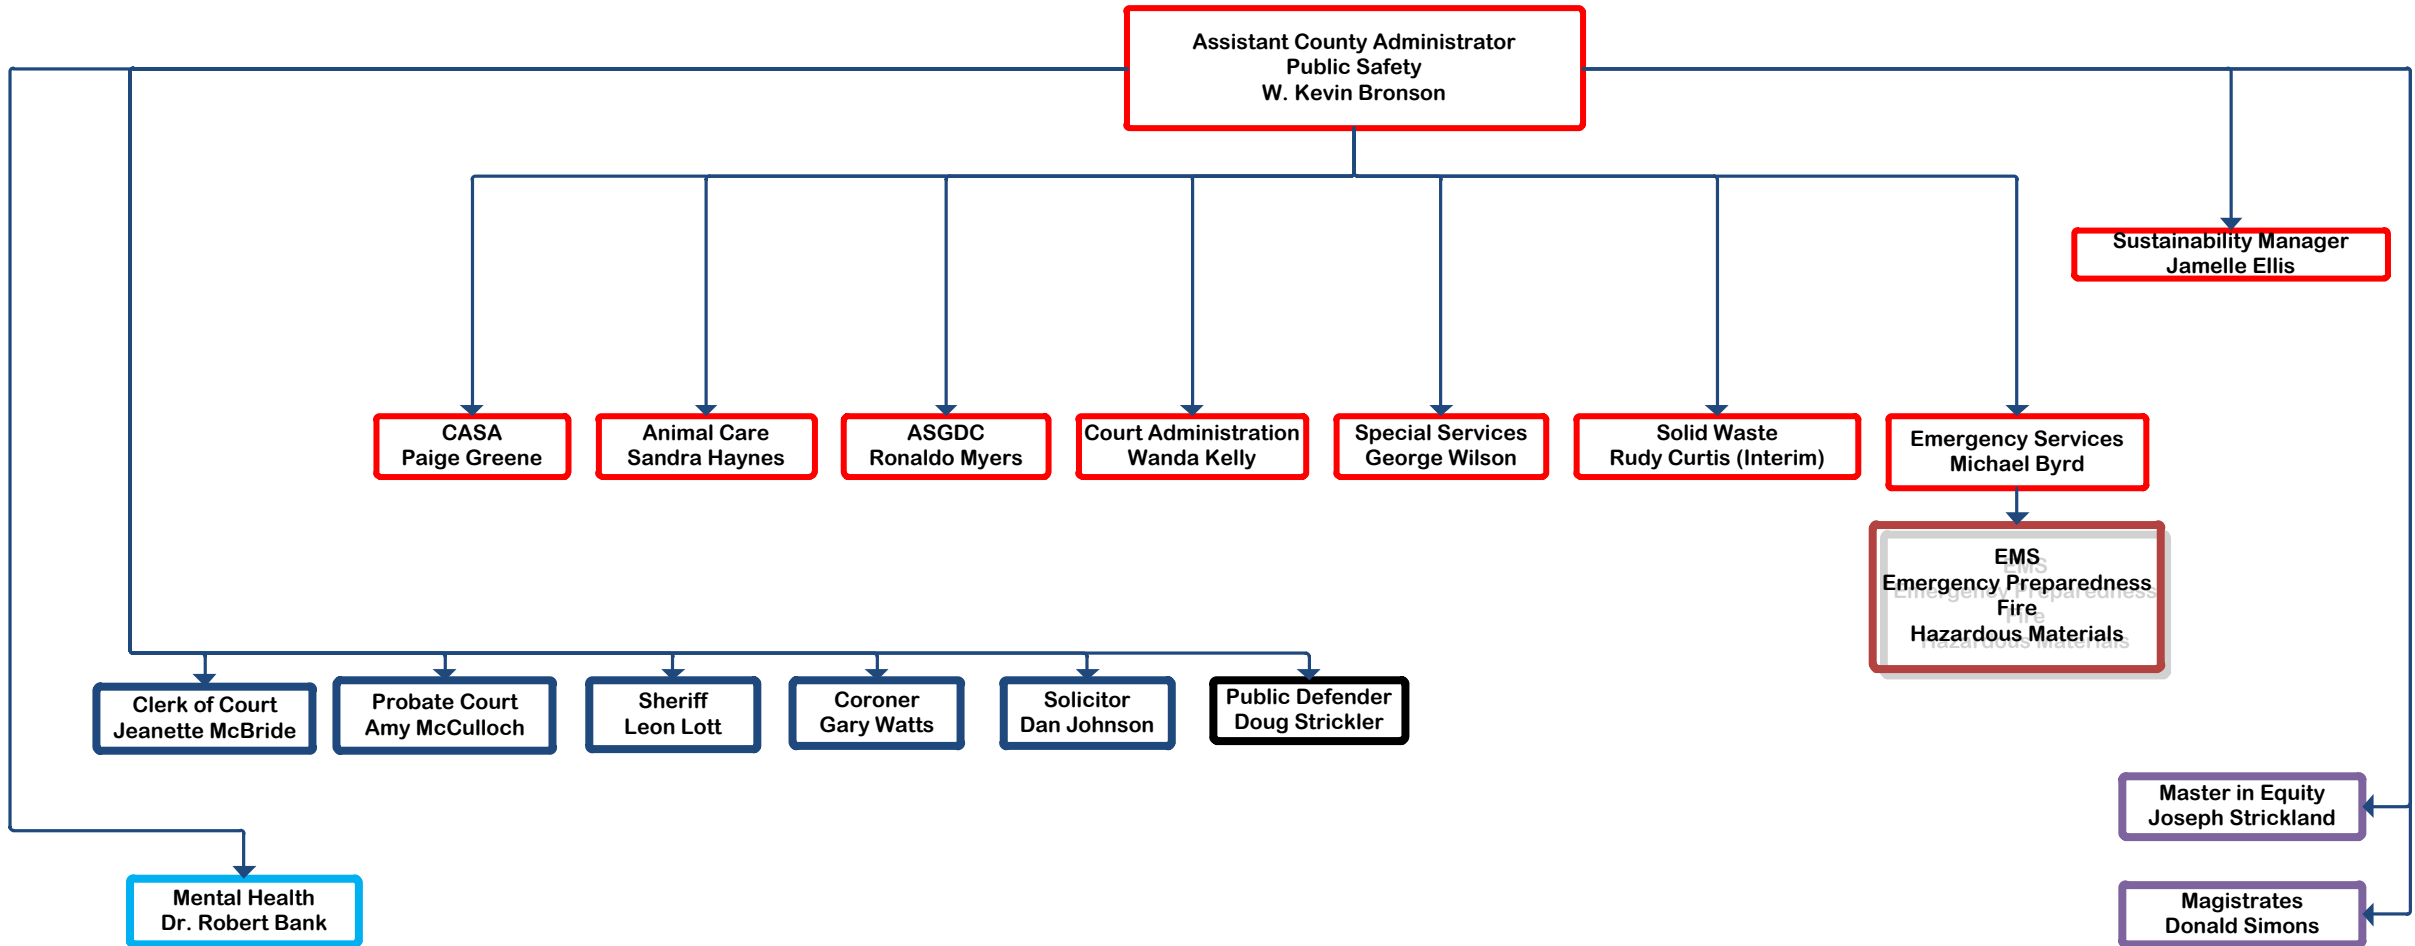 Assistant County Administrator
Public Safety
W. Kevin Bronson
Sustainability Manager
Jamelle Ellis
CASA
Paige Greene
Animal Care
Sandra Haynes
ASGDC
Ronaldo Myers
Court Administration
Wanda Kelly
Special Services
George Wilson
Solid Waste
Rudy Curtis (Interim)
Emergency Services
Michael Byrd
EMS
Emergency Preparedness
Fire
Hazardous Materials
Clerk of Court
Jeanette McBride
Probate Court
Amy McCulloch
Sheriff
Leon Lott
Coroner
Gary Watts
Solicitor
Dan Johnson
Public Defender
Doug Strickler
Master in Equity
Joseph Strickland
Mental Health
Dr. Robert Bank
Magistrates
Donald Simons